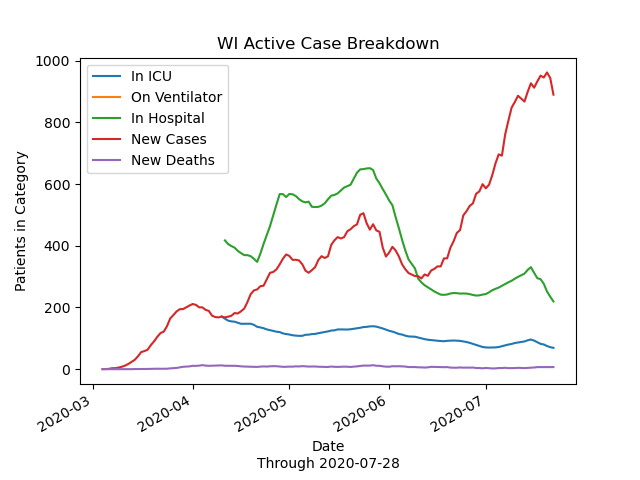 WI Active Case Breakdown
In ICU
On Ventilator
In Hospital
New Cases
New Deaths
Patients in Category
1000
800
600
400
200
0
2020-03
2020-04
2020-05
2020-06
2020-07
Date
Through 2020-07-28